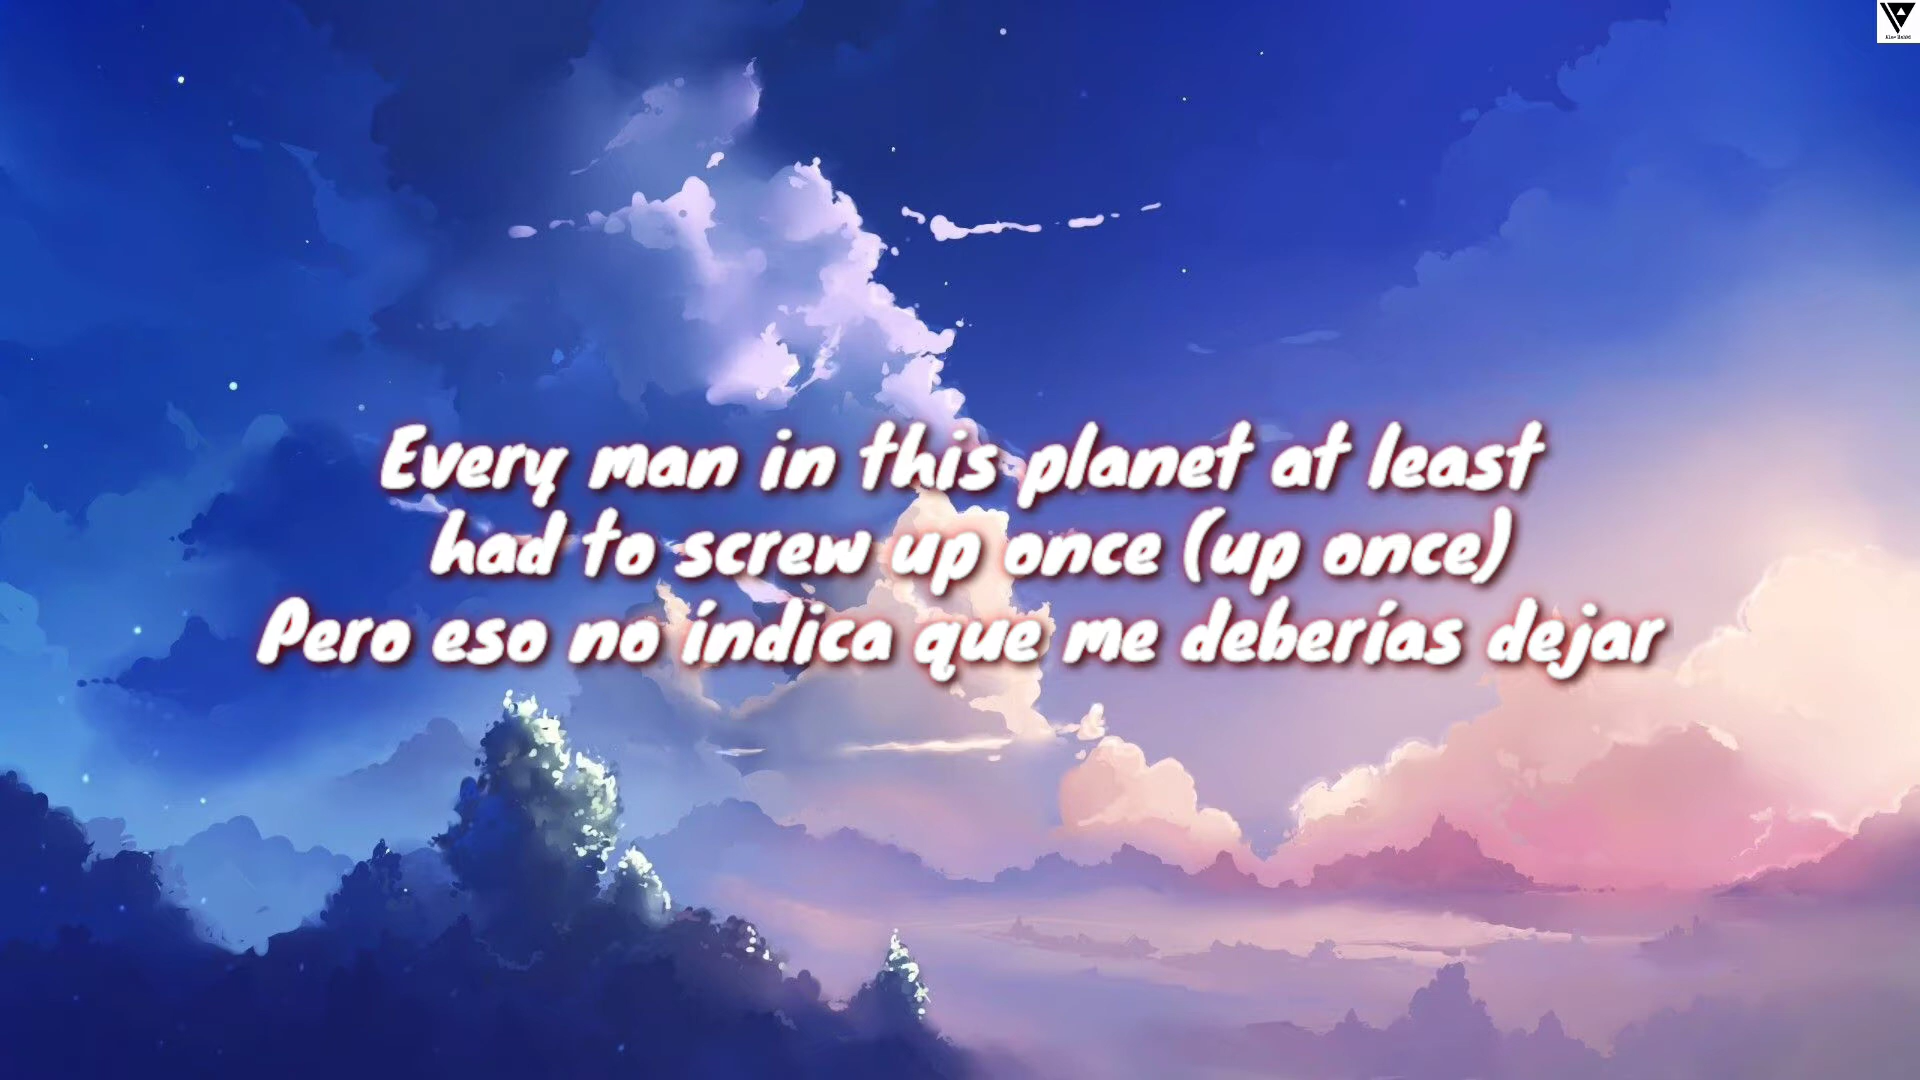 Every man in this planet at least
had to screw up once (up once)
Pero eso no índica que me deberías dejar